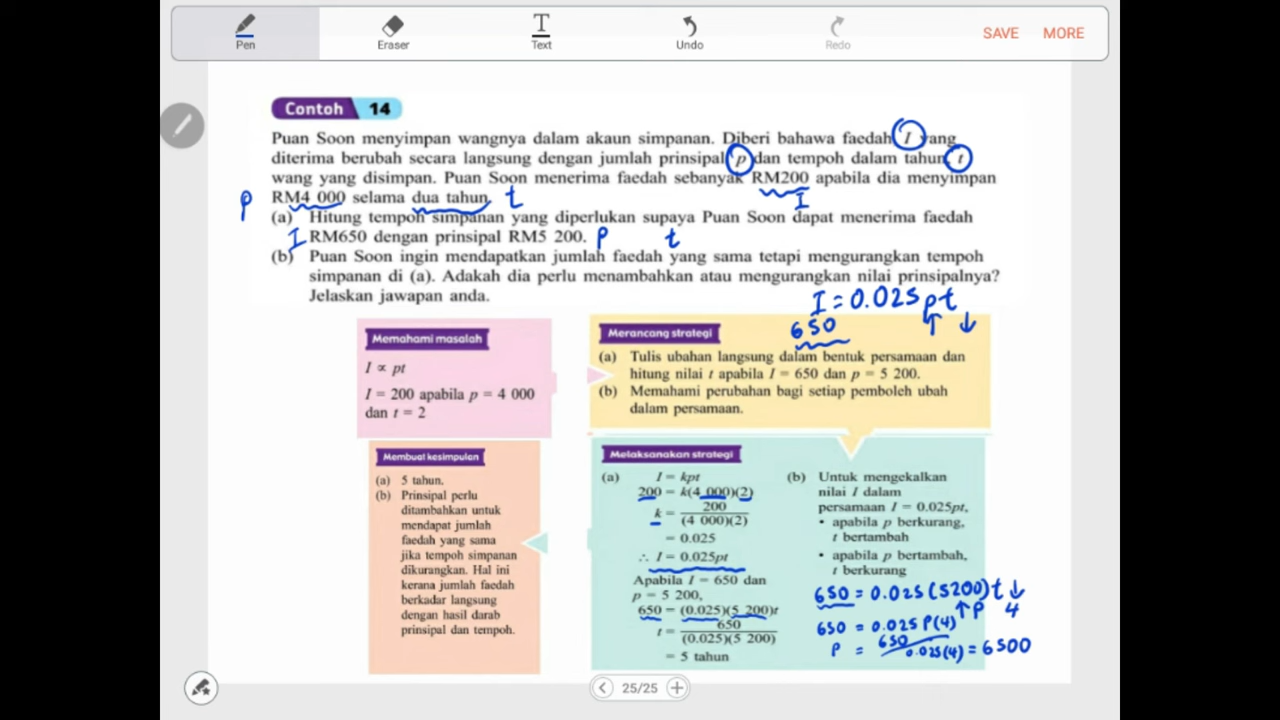 Pen Eraser Text Undo Redo SAVE MORE
Contoh 14
Puan Soon menyimpan wangnya dalam akaun simpanan. Diberi bahawa faedah I yang
diterima berubah secara langsung dengan jumlah prinsipal p dan tempoh dalam tahun t
wang yang disimpan. Puan Soon menerima faedah sebanyak RM200 apabila dia menyimpan
P RM4 000 selama dua tahun. t I
(a) Hitung tempoh simpanan yang diperlukan supaya Puan Soon dapat menerima faedah
I RM650 dengan prinsipal RM5 200. P t
(b) Puan Soon ingin mendapatkan jumlah faedah yang sama tetapi mengurangkan tempoh
simpanan di (a). Adakah dia perlu menambahkan atau mengurangkan nilai prinsipalnya?
Jelaskan jawapan anda.
I = 0.025pt
650 ↑ ↓
Memahami masalah
I ∝ pt
I = 200 apabila p = 4 000
dan t = 2
Merancang strategi
(a) Tulis ubahan langsung dalam bentuk persamaan dan
hitung nilai t apabila I = 650 dan p = 5 200.
(b) Memahami perubahan bagi setiap pemboleh ubah
dalam persamaan.
Membuat kesimpulan
(a) 5 tahun.
(b) Prinsipal perlu
ditambahkan untuk
mendapat jumlah
faedah yang sama
jika tempoh simpanan
dikurangkan. Hal ini
kerana jumlah faedah
berkadar langsung
dengan hasil darab
prinsipal dan tempoh.
Melaksanakan strategi
(a) I = kpt
200 = k(4 000)(2)
k = 200
(4 000)(2)
= 0.025
∴ I = 0.025pt
Apabila I = 650 dan
p = 5 200,
650 = (0.025)(5 200)t
t = 650
(0.025)(5 200)
= 5 tahun
(b) Untuk mengekalkan
nilai I dalam
persamaan I = 0.025pt,
• apabila p berkurang,
t bertambah
• apabila p bertambah,
t berkurang
650 = 0.025 (5200) t ↓
↑ P 4
650 = 0.025 P(4)
P = 650
0.025(4) = 6500
25/25